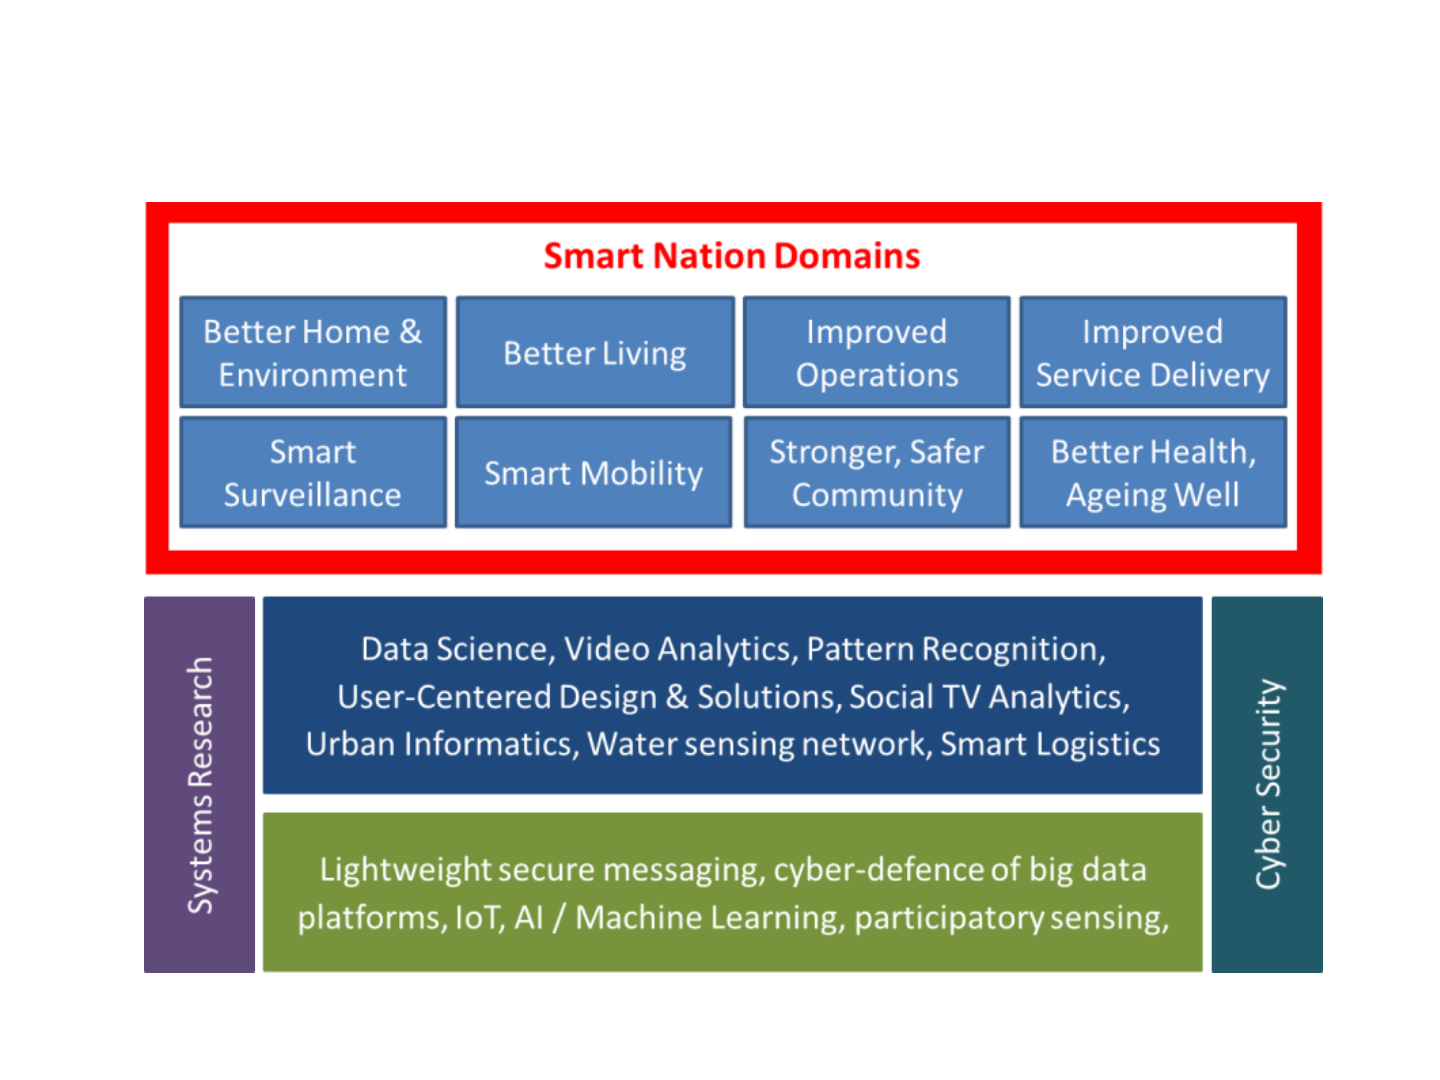 Smart Nation Domains
Better Home &
Environment
Better Living
Improved
Operations
Improved
Service Delivery
Smart
Surveillance
Smart Mobility
Stronger, Safer
Community
Better Health,
Ageing Well
Systems Research
Data Science, Video Analytics, Pattern Recognition,
User-Centered Design & Solutions, Social TV Analytics,
Urban Informatics, Water sensing network, Smart Logistics
Lightweight secure messaging, cyber-defence of big data
platforms, IoT, AI / Machine Learning, participatory sensing,
Cyber Security